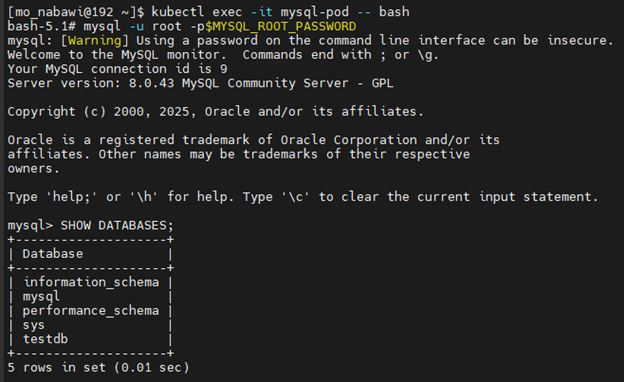 [mo_nabawi@192 ~]$ kubectl exec -it mysql-pod -- bash
bash-5.1# mysql -u root -p$MYSQL_ROOT_PASSWORD
mysql: [Warning] Using a password on the command line interface can be insecure.
Welcome to the MySQL monitor.  Commands end with ; or \g.
Your MySQL connection id is 9
Server version: 8.0.43 MySQL Community Server - GPL

Copyright (c) 2000, 2025, Oracle and/or its affiliates.

Oracle is a registered trademark of Oracle Corporation and/or its
affiliates. Other names may be trademarks of their respective
owners.

Type 'help;' or '\h' for help. Type '\c' to clear the current input statement.

mysql> SHOW DATABASES;
+--------------------+
| Database           |
+--------------------+
| information_schema |
| mysql              |
| performance_schema |
| sys                |
| testdb             |
+--------------------+
5 rows in set (0.01 sec)